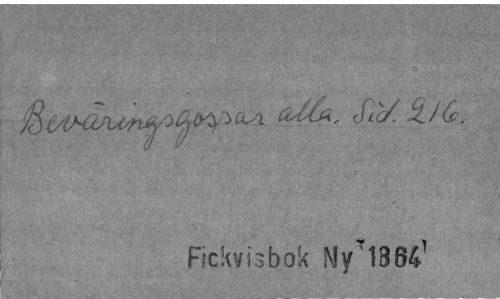 Beväringsgossar alla. Sid. 216.
Fickvisbok Ny 1864